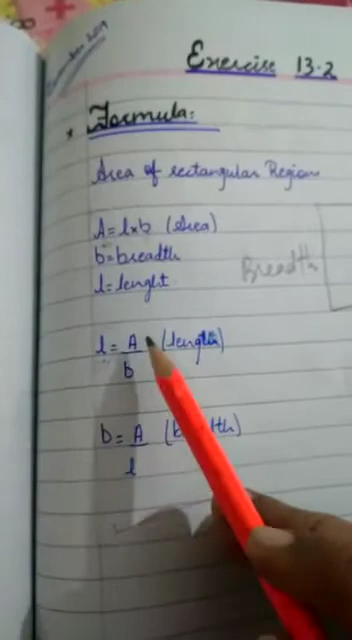 Exercise 13.2
* Formula:
Area of rectangular Region
A = l×b (Area)
b = breadth
l = lenght
Breadth
l = A/b (length)
b = A/l